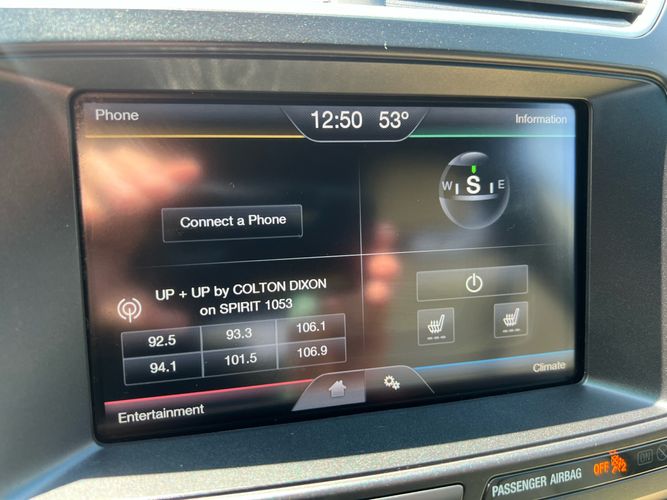 Phone
12:50 53°
Information
W S E
Connect a Phone
UP + UP by COLTON DIXON
on SPIRIT 1053
92.5 93.3 106.1
94.1 101.5 106.9
Entertainment
Climate
PASSENGER AIRBAG OFF ON